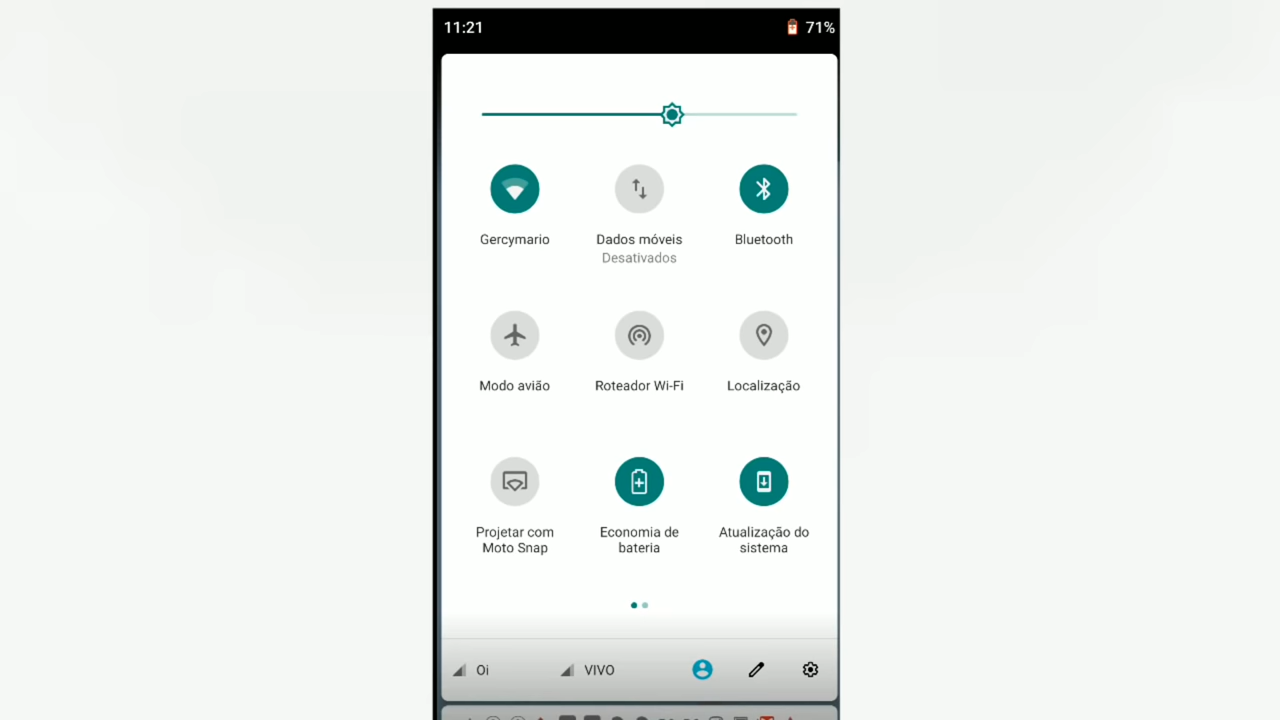 11:21
71%
Gercymario
Dados móveis
Desativados
Bluetooth
Modo avião
Roteador Wi-Fi
Localização
Projetar com
Moto Snap
Economia de
bateria
Atualização do
sistema
Oi
VIVO